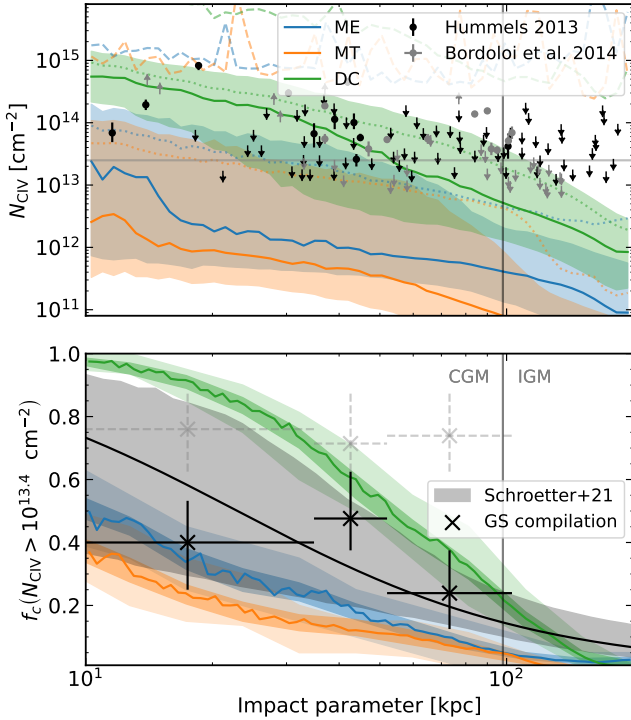 10^15
10^14
10^13
10^12
10^11
N_CIV [cm^−2]
ME
MT
DC
Hummels 2013
Bordoloi et al. 2014
1.0
0.8
0.6
0.4
0.2
f_c(N_CIV > 10^13.4 cm^−2)
CGM
IGM
Schroetter+21
GS compilation
10^1
10^2
Impact parameter [kpc]